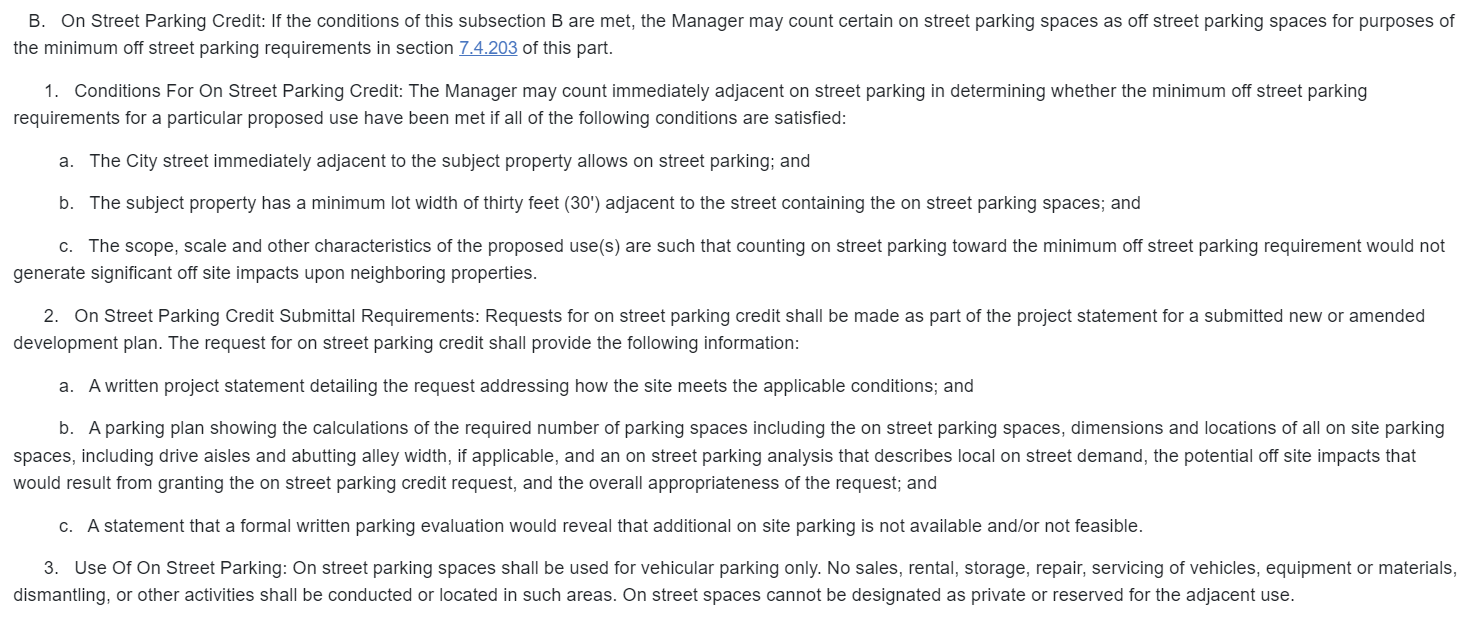 B. On Street Parking Credit: If the conditions of this subsection B are met, the Manager may count certain on street parking spaces as off street parking spaces for purposes of
the minimum off street parking requirements in section 7.4.203 of this part.
1. Conditions For On Street Parking Credit: The Manager may count immediately adjacent on street parking in determining whether the minimum off street parking
requirements for a particular proposed use have been met if all of the following conditions are satisfied:
a. The City street immediately adjacent to the subject property allows on street parking; and
b. The subject property has a minimum lot width of thirty feet (30') adjacent to the street containing the on street parking spaces; and
c. The scope, scale and other characteristics of the proposed use(s) are such that counting on street parking toward the minimum off street parking requirement would not
generate significant off site impacts upon neighboring properties.
2. On Street Parking Credit Submittal Requirements: Requests for on street parking credit shall be made as part of the project statement for a submitted new or amended
development plan. The request for on street parking credit shall provide the following information:
a. A written project statement detailing the request addressing how the site meets the applicable conditions; and
b. A parking plan showing the calculations of the required number of parking spaces including the on street parking spaces, dimensions and locations of all on site parking
spaces, including drive aisles and abutting alley width, if applicable, and an on street parking analysis that describes local on street demand, the potential off site impacts that
would result from granting the on street parking credit request, and the overall appropriateness of the request; and
c. A statement that a formal written parking evaluation would reveal that additional on site parking is not available and/or not feasible.
3. Use Of On Street Parking: On street parking spaces shall be used for vehicular parking only. No sales, rental, storage, repair, servicing of vehicles, equipment or materials,
dismantling, or other activities shall be conducted or located in such areas. On street spaces cannot be designated as private or reserved for the adjacent use.